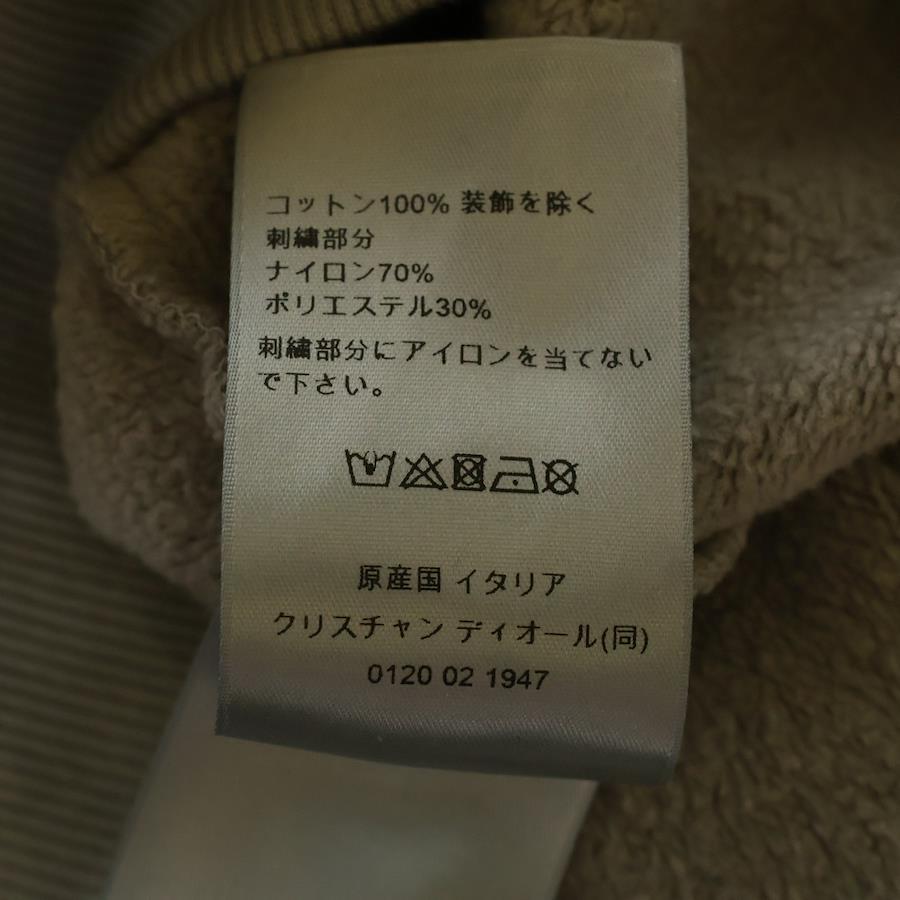 コットン100% 装飾を除く
刺繍部分
ナイロン70%
ポリエステル30%
刺繍部分にアイロンを当てない
で下さい。
原産国 イタリア
クリスチャン ディオール(同)
0120 02 1947